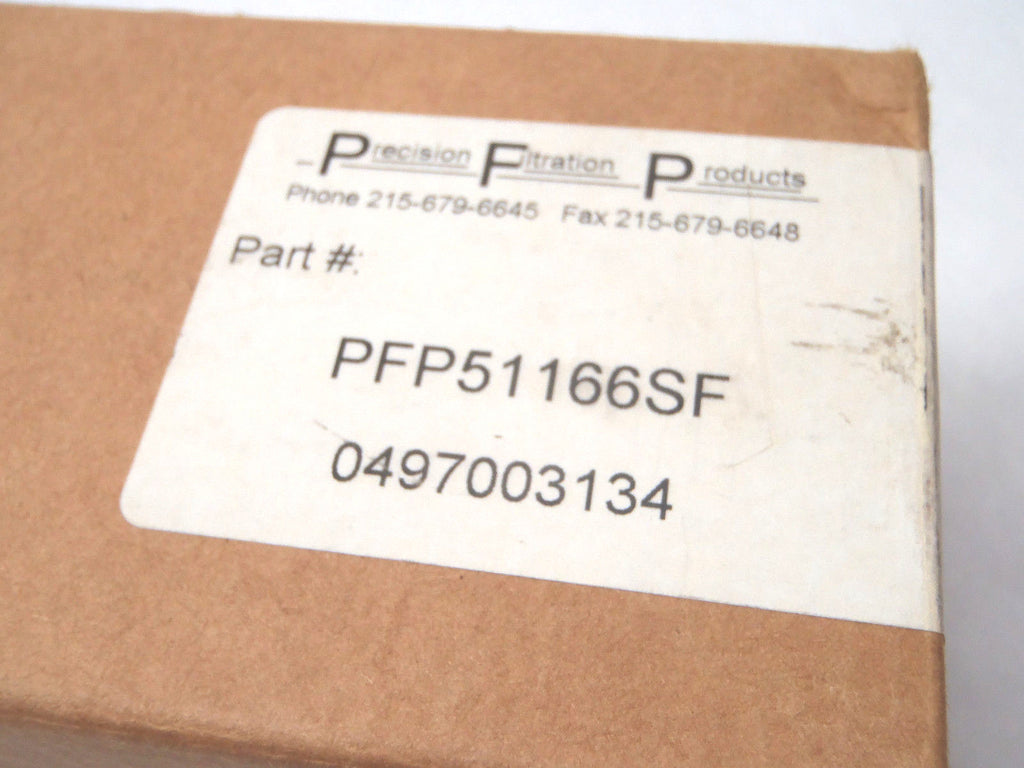 Precision Filtration Products
Phone 215-679-6645 Fax 215-679-6648
Part #:
PFP51166SF
0497003134